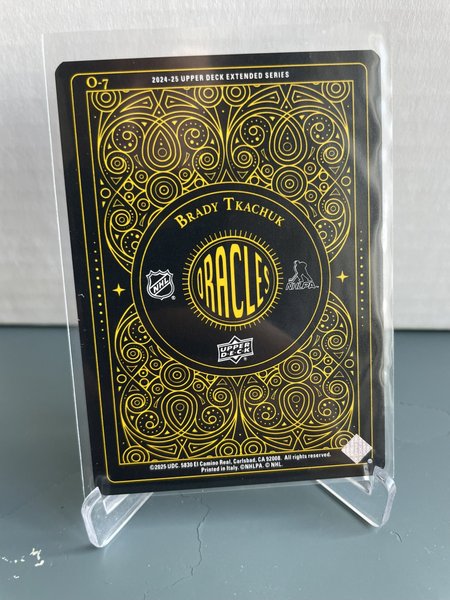 O-7
2024-25 UPPER DECK EXTENDED SERIES
BRADY TKACHUK
NHL
ORACLES
NHLPA
UPPER DECK
©2025 UDC. 5830 El Camino Real, Carlsbad, CA 92008. All rights reserved.
Printed in Italy. ©NHLPA. © NHL.